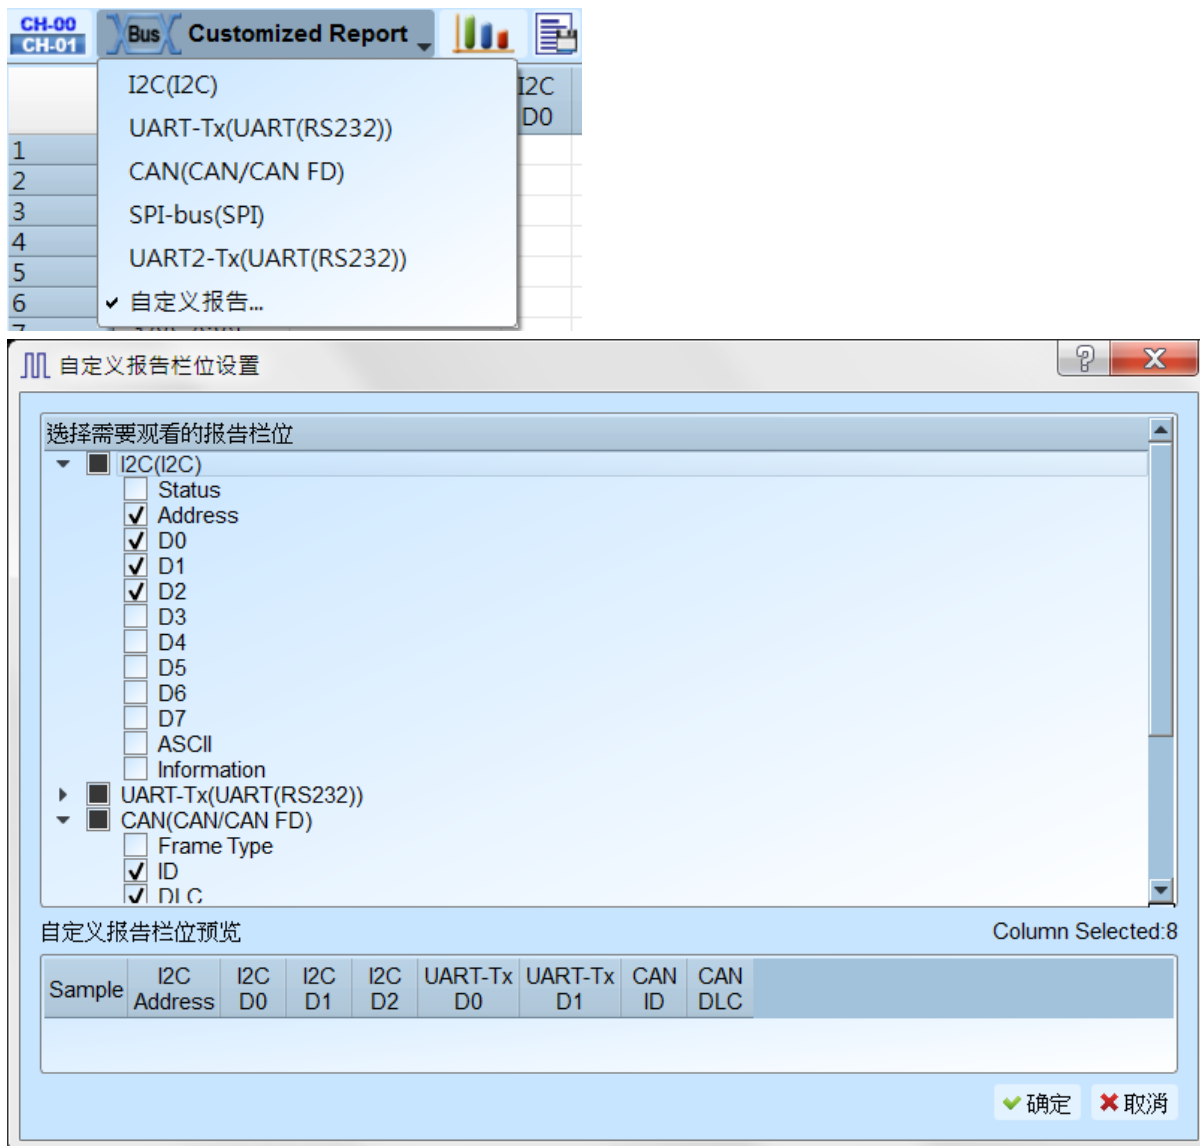 CH-00
CH-01
Bus Customized Report
I2C
D0
I2C(I2C)
UART-Tx(UART(RS232))
CAN(CAN/CAN FD)
SPI-bus(SPI)
UART2-Tx(UART(RS232))
自定义报告...
1
2
3
4
5
6
7
自定义报告栏位设置
选择需要观看的报告栏位
I2C(I2C)
Status
Address
D0
D1
D2
D3
D4
D5
D6
D7
ASCII
Information
UART-Tx(UART(RS232))
CAN(CAN/CAN FD)
Frame Type
ID
DLC
自定义报告栏位预览 Column Selected:8
Sample I2C I2C I2C I2C UART-Tx UART-Tx CAN CAN
Address D0 D1 D2 D0 D1 ID DLC
确定 取消